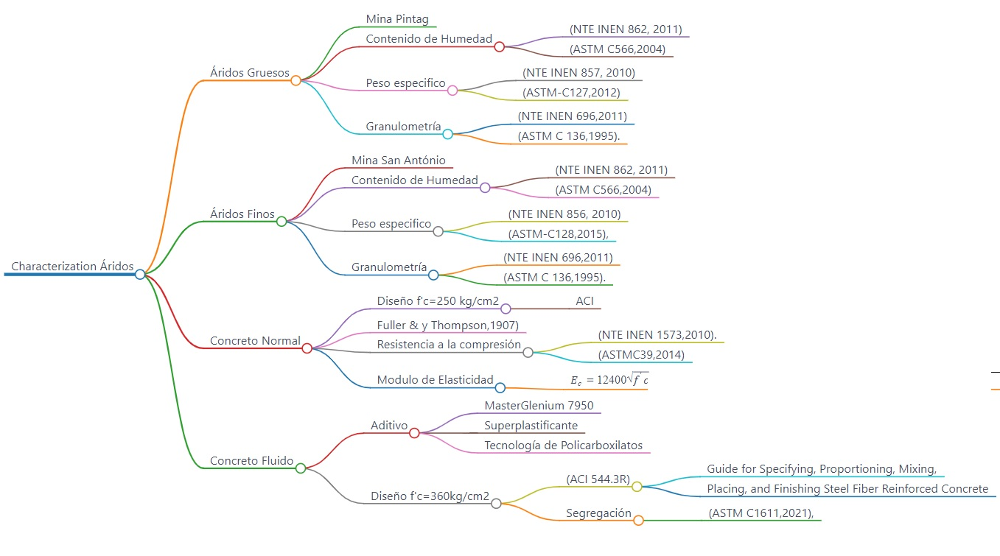 Characterization Áridos
Áridos Gruesos
Mina Pintag
Contenido de Humedad
(NTE INEN 862, 2011)
(ASTM C566,2004)
Peso especifico
(NTE INEN 857, 2010)
(ASTM-C127,2012)
Granulometría
(NTE INEN 696,2011)
(ASTM C 136,1995).
Áridos Finos
Mina San António
Contenido de Humedad
(NTE INEN 862, 2011)
(ASTM C566,2004)
Peso especifico
(NTE INEN 856, 2010)
(ASTM-C128,2015),
Granulometría
(NTE INEN 696,2011)
(ASTM C 136,1995).
Concreto Normal
Diseño f'c=250 kg/cm2
ACI
Fuller & y Thompson,1907)
Resistencia a la compresión
(NTE INEN 1573,2010).
(ASTMC39,2014)
Modulo de Elasticidad
E_c = 12400√f'c
Concreto Fluido
Aditivo
MasterGlenium 7950
Superplastificante
Tecnología de Policarboxilatos
Diseño f'c=360kg/cm2
(ACI 544.3R)
Guide for Specifying, Proportioning, Mixing,
Placing, and Finishing Steel Fiber Reinforced Concrete
Segregación
(ASTM C1611,2021),